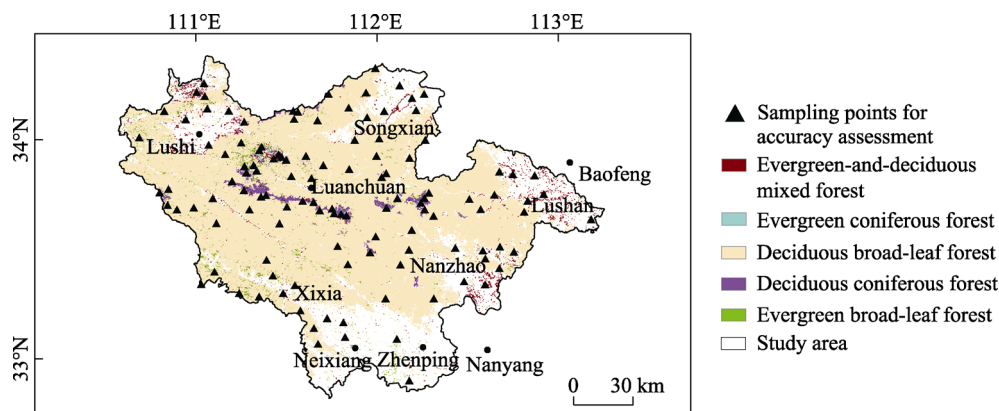 111°E
112°E
113°E
34°N
33°N
Songxian
Lushi
Baofeng
Luanchuan
Lushan
Nanzhao
Xixia
Neixiang
Zhenping
Nanyang
0 30 km
Sampling points for
accuracy assessment
Evergreen-and-deciduous
mixed forest
Evergreen coniferous forest
Deciduous broad-leaf forest
Deciduous coniferous forest
Evergreen broad-leaf forest
Study area